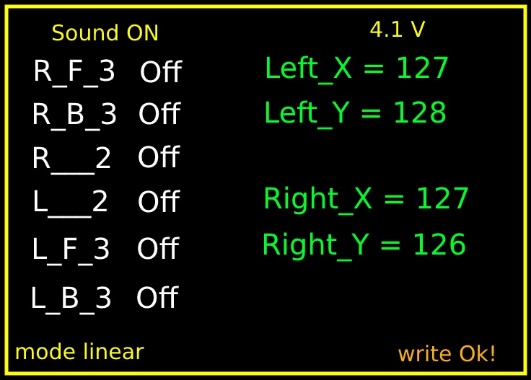 Sound ON 4.1 V
R_F_3 Off Left_X = 127
R_B_3 Off Left_Y = 128
R___2 Off
L___2 Off Right_X = 127
L_F_3 Off Right_Y = 126
L_B_3 Off
mode linear write Ok!